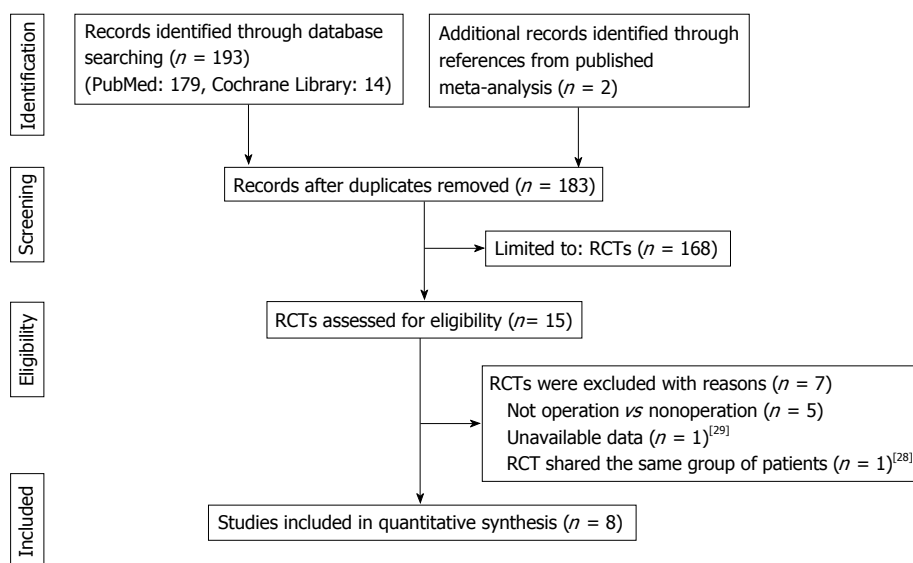 Identification
Records identified through database
searching (n = 193)
(PubMed: 179, Cochrane Library: 14)
Additional records identified through
references from published
meta-analysis (n = 2)
Screening
Records after duplicates removed (n = 183)
Limited to: RCTs (n = 168)
Eligibility
RCTs assessed for eligibility (n= 15)
RCTs were excluded with reasons (n = 7)
Not operation vs nonoperation (n = 5)
Unavailable data (n = 1)[29]
RCT shared the same group of patients (n = 1)[28]
Included
Studies included in quantitative synthesis (n = 8)